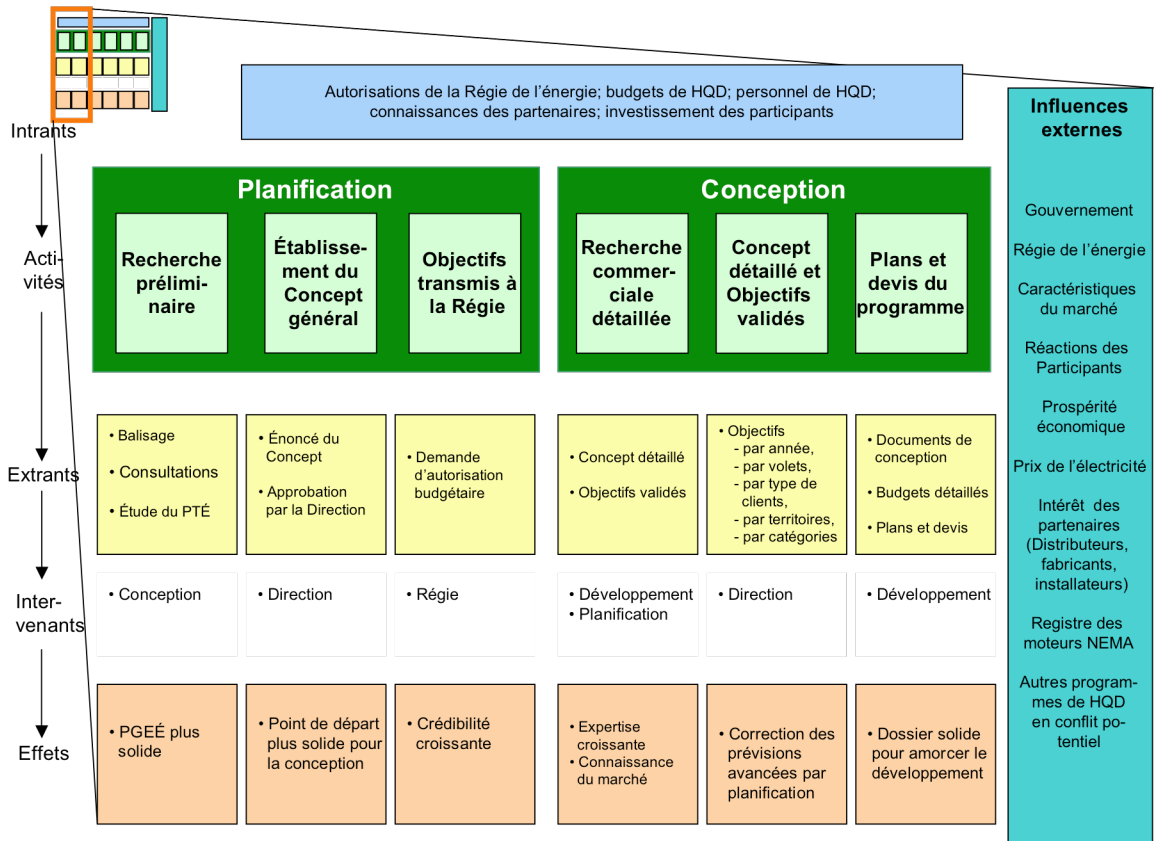 Autorisations de la Régie de l’énergie; budgets de HQD; personnel de HQD;
connaissances des partenaires; investissement des participants
Influences
externes
Gouvernement
Régie de l’énergie
Caractéristiques
du marché
Réactions des
Participants
Prospérité
économique
Prix de l’électricité
Intérêt des
partenaires
(Distributeurs,
fabricants,
installateurs)
Registre des
moteurs NEMA
Autres program-
mes de HQD
en conflit po-
tentiel
Intrants
Acti-
vités
Extrants
Inter-
venants
Effets
Planification
Recherche
prélimi-
naire
Établisse-
ment du
Concept
général
Objectifs
transmis à
la Régie
Conception
Recherche
commer-
ciale
détaillée
Concept
détaillé et
Objectifs
validés
Plans et
devis du
programme
• Balisage
• Consultations
• Étude du PTÉ
• Énoncé du
Concept
• Approbation
par la Direction
• Demande
d’autorisation
budgétaire
• Concept détaillé
• Objectifs validés
• Objectifs
- par année,
- par volets,
- par type de
clients,
- par territoires,
- par catégories
• Documents de
conception
• Budgets détaillés
• Plans et devis
• Conception
• Direction
• Régie
• Développement
• Planification
• Direction
• Développement
• PGEÉ plus
solide
• Point de départ
plus solide pour
la conception
• Crédibilité
croissante
• Expertise
croissante
• Connaissance
du marché
• Correction des
prévisions
avancées par
planification
• Dossier solide
pour amorcer le
développement